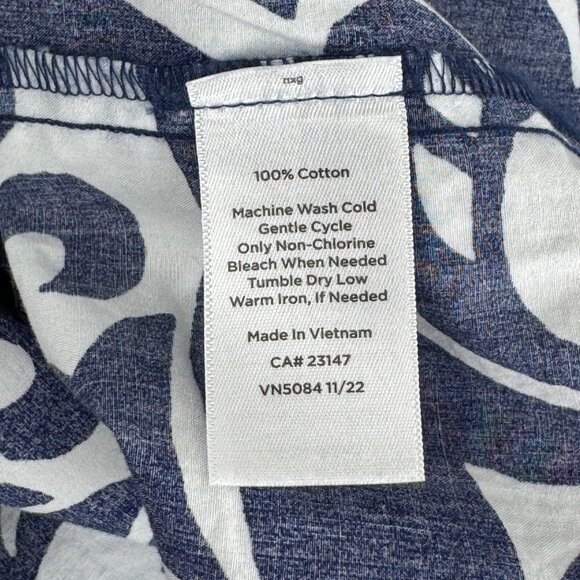 100% Cotton
Machine Wash Cold
Gentle Cycle
Only Non-Chlorine
Bleach When Needed
Tumble Dry Low
Warm Iron, If Needed
Made In Vietnam
CA# 23147
VN5084 11/22